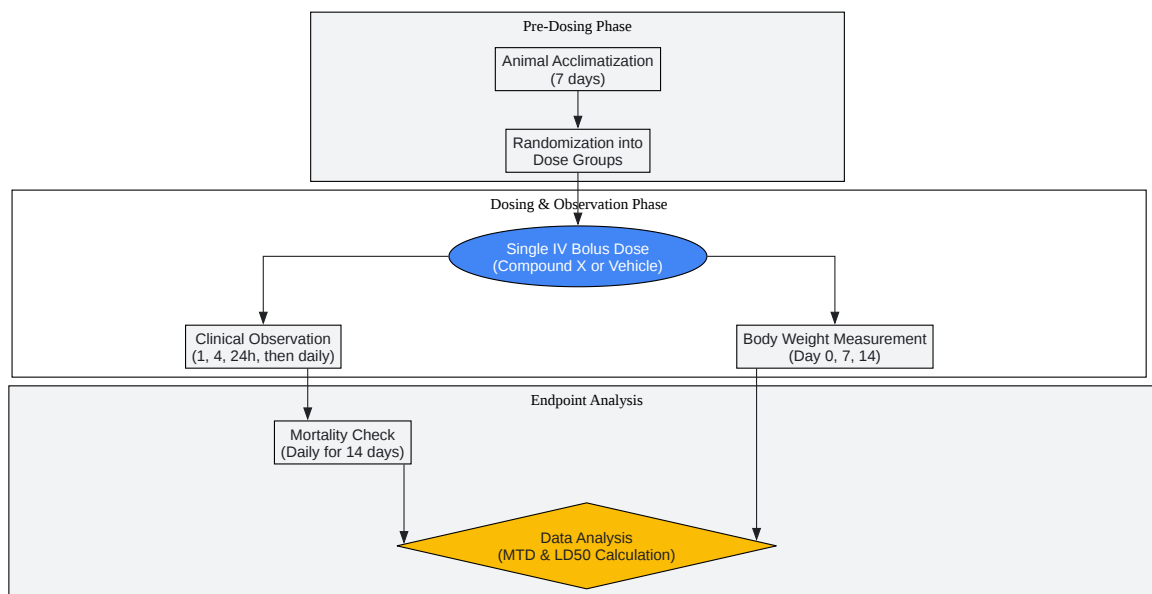 Pre-Dosing Phase
Animal Acclimatization
(7 days)
Randomization into
Dose Groups
Dosing & Observation Phase
Single IV Bolus Dose
(Compound X or Vehicle)
Clinical Observation
(1, 4, 24h, then daily)
Body Weight Measurement
(Day 0, 7, 14)
Endpoint Analysis
Mortality Check
(Daily for 14 days)
Data Analysis
(MTD & LD50 Calculation)